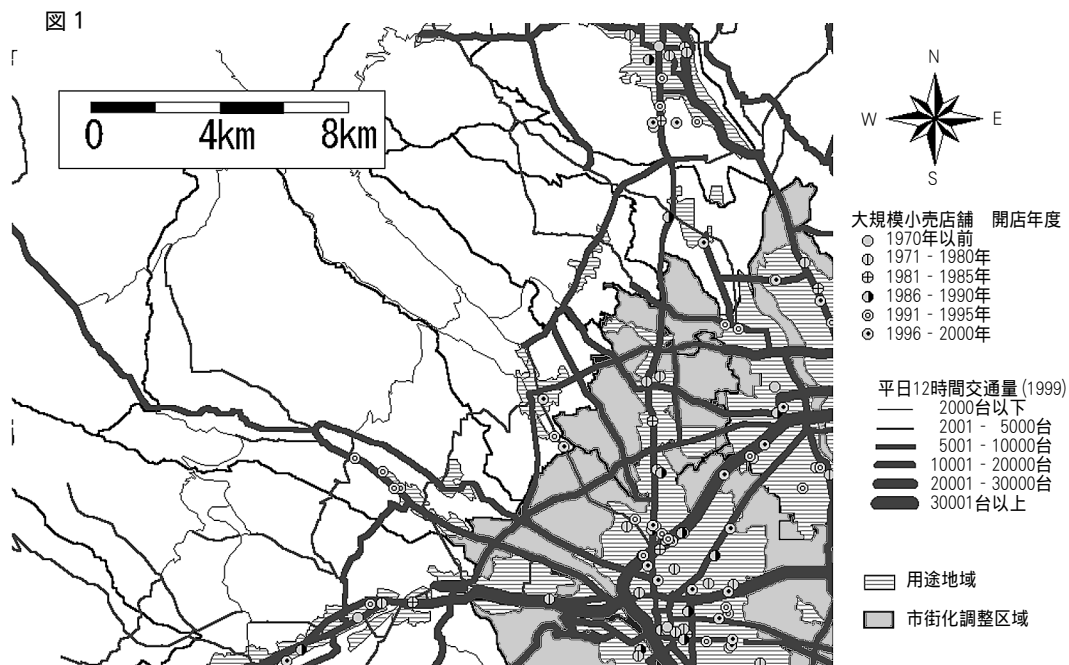 図 1
0 4km 8km
N
W E
S
大規模小売店舗 開店年度
1970年以前
1971 - 1980年
1981 - 1985年
1986 - 1990年
1991 - 1995年
1996 - 2000年
平日12時間交通量 (1999)
2000台以下
2001 - 5000台
5001 - 10000台
10001 - 20000台
20001 - 30000台
30001台以上
用途地域
市街化調整区域